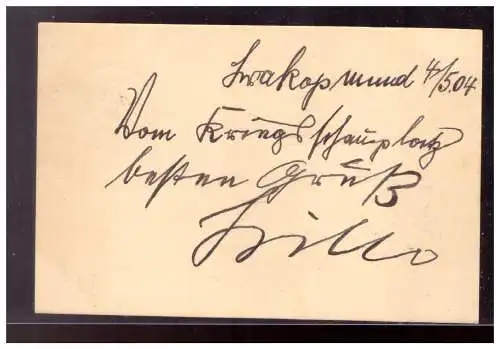 Swakopmund 4/5.04
Vom Kriegsschauplatz
besten Gruß